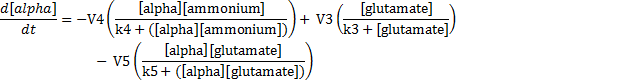 d[alpha]/dt = −V4([alpha][ammonium]/k4 + ([alpha][ammonium])) + V3([glutamate]/k3 + [glutamate])
− V5([alpha][glutamate]/k5 + ([alpha][glutamate]))